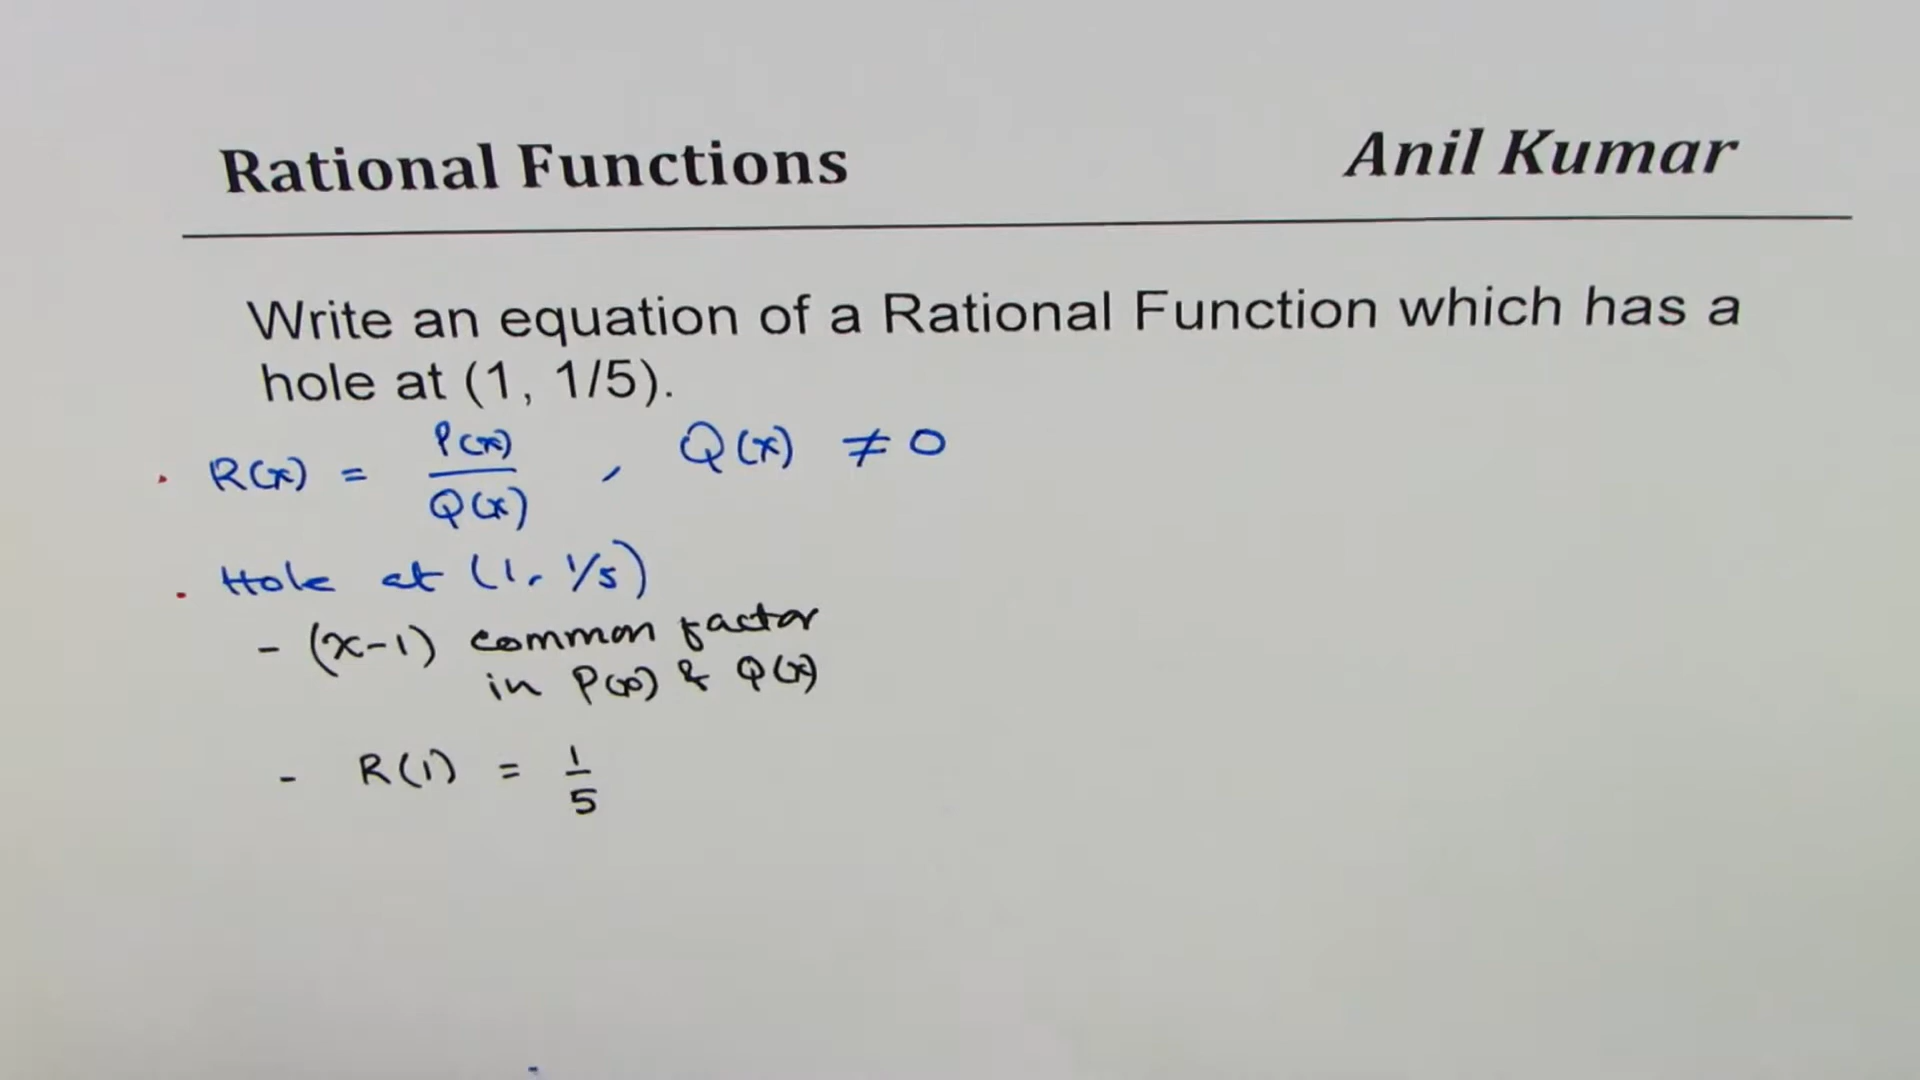 Rational Functions Anil Kumar
Write an equation of a Rational Function which has a
hole at (1, 1/5).
. R(x) = P(x)/Q(x) , Q(x) ≠ 0
. Hole at (1, 1/5)
- (x-1) common factor
in P(x) & Q(x)
- R(1) = 1/5